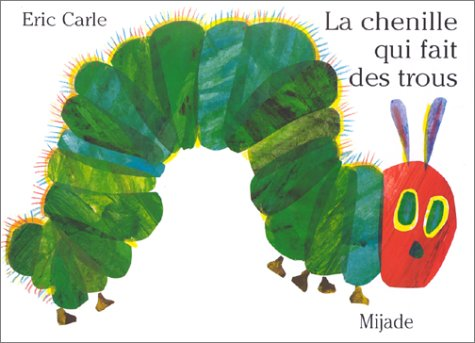 Eric Carle
La chenille
qui fait
des trous
Mijade